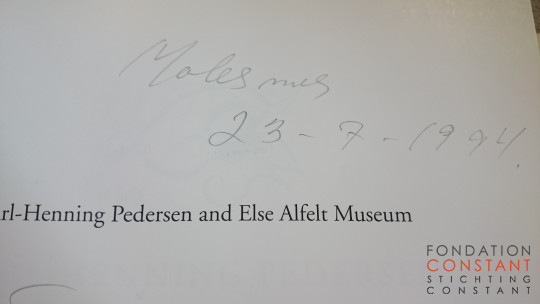 Molesmes
23-7-1994.
rl-Henning Pedersen and Else Alfelt Museum
FONDATION
CONSTANT
STICHTING
CONSTANT